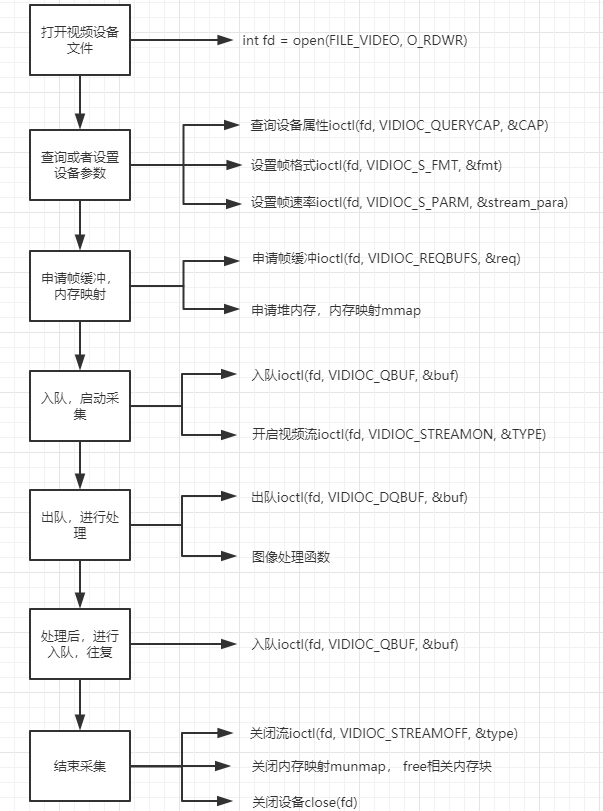 打开视频设备
文件
int fd = open(FILE_VIDEO, O_RDWR)
查询或者设置
设备参数
查询设备属性ioctl(fd, VIDIOC_QUERYCAP, &CAP)
设置帧格式ioctl(fd, VIDIOC_S_FMT, &fmt)
设置帧速率ioctl(fd, VIDIOC_S_PARM, &stream_para)
申请帧缓冲，
内存映射
申请帧缓冲ioctl(fd, VIDIOC_REQBUFS, &req)
申请堆内存，内存映射mmap
入队，启动采
集
入队ioctl(fd, VIDIOC_QBUF, &buf)
开启视频流ioctl(fd, VIDIOC_STREAMON, &TYPE)
出队，进行处
理
出队ioctl(fd, VIDIOC_DQBUF, &buf)
图像处理函数
处理后，进行
入队，往复
入队ioctl(fd, VIDIOC_QBUF, &buf)
结束采集
关闭流ioctl(fd, VIDIOC_STREAMOFF, &type)
关闭内存映射munmap， free相关内存块
关闭设备close(fd)